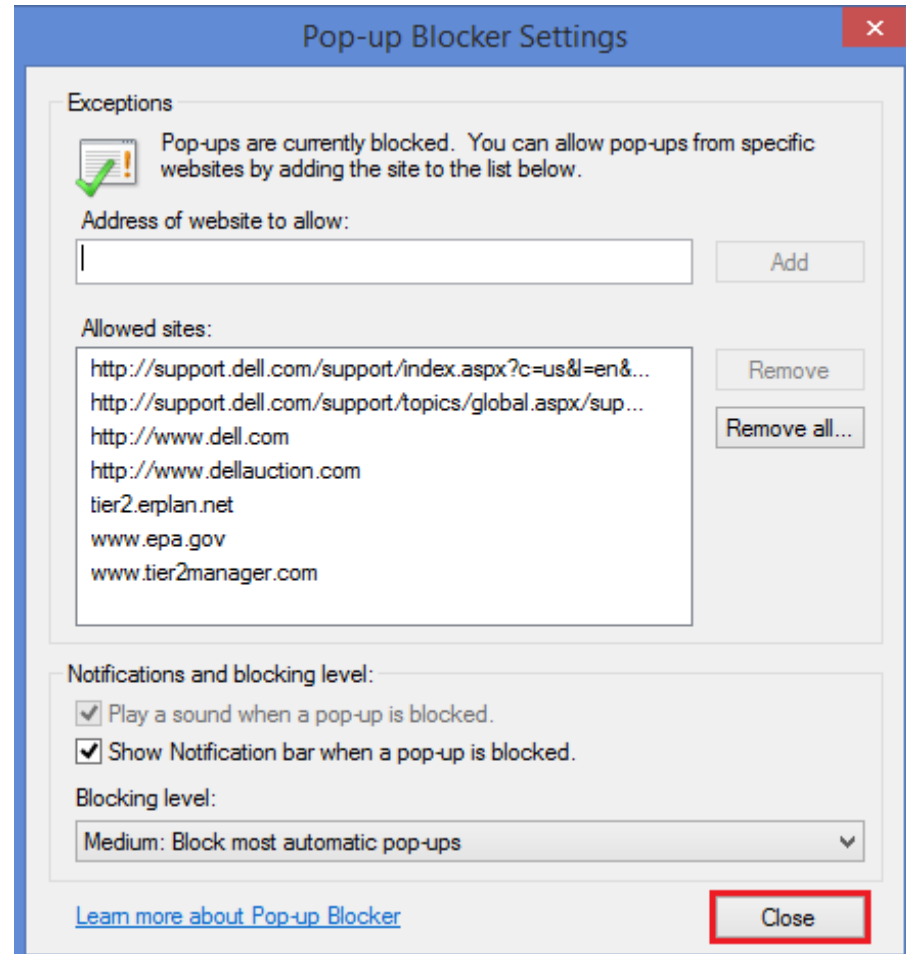 Pop-up Blocker Settings
Exceptions
Pop-ups are currently blocked. You can allow pop-ups from specific
websites by adding the site to the list below.
Address of website to allow:
Add
Allowed sites:
http://support.dell.com/support/index.aspx?c=us&l=en&...
Remove
http://support.dell.com/support/topics/global.aspx/sup...
Remove all...
http://www.dell.com
http://www.dellauction.com
tier2.erplan.net
www.epa.gov
www.tier2manager.com
Notifications and blocking level:
Play a sound when a pop-up is blocked.
Show Notification bar when a pop-up is blocked.
Blocking level:
Medium: Block most automatic pop-ups
Learn more about Pop-up Blocker
Close